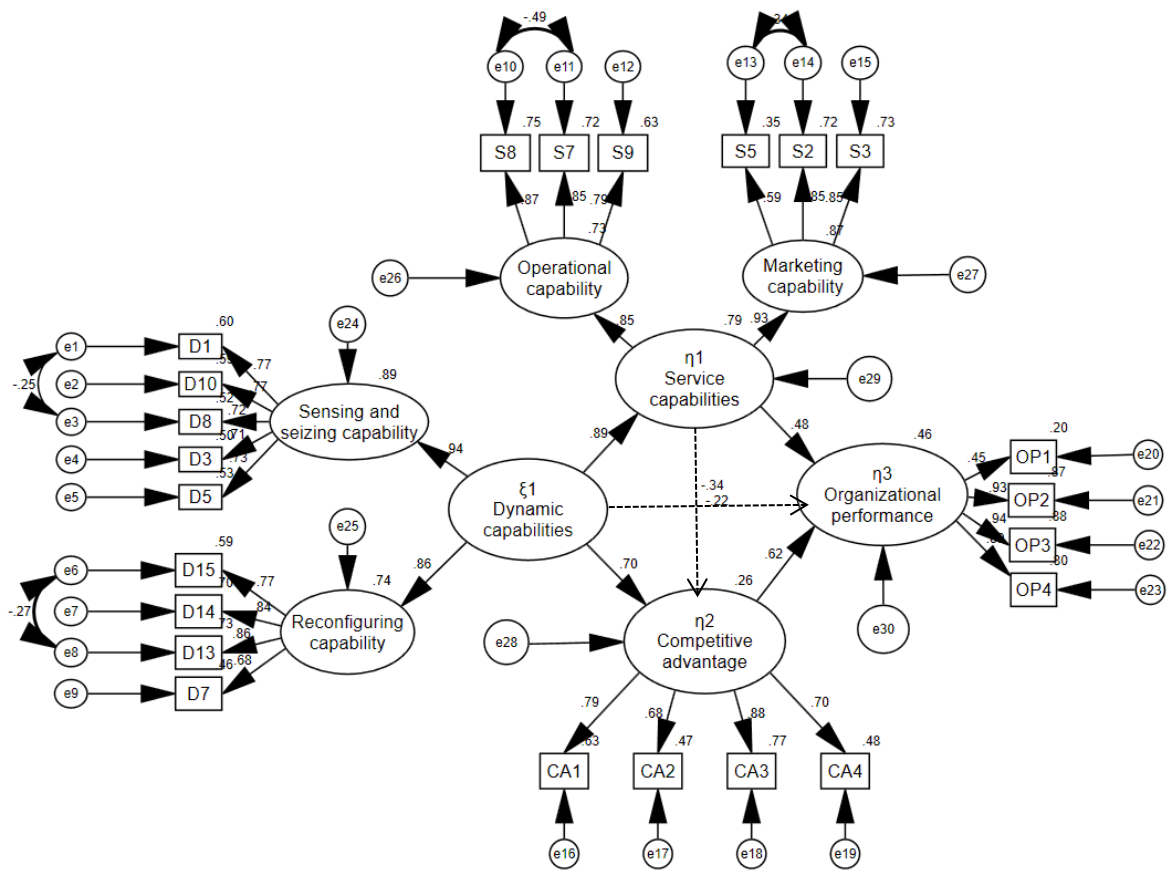 -.49
e10 e11 e12
e13 e14 e15
.75 .72 .63
.35 .72 .73
S8 S7 S9
S5 S2 S3
.87 .85 .79
.59 .85 .85
.73
.87
Operational
capability
Marketing
capability
e26
e27
.85
.79
.93
η1
Service
capabilities
e29
e24
.60
e1
D1
.77
e2
D10
.77
-.25
.52
e3
D8
.72
.50
e4
D3
.71
.73
.53
e5
D5
.89
Sensing and
seizing capability
.94
.89
.48
ξ1
Dynamic
capabilities
-.34
-.22
.46
η3
Organizational
performance
.20
.45
OP1
e20
.87
.93
OP2
e21
.88
.94
OP3
e22
.80
OP4
e23
e30
e25
.59
e6
D15
.77
.70
e7
D14
.84
-.27
.73
e8
D13
.86
.46
.68
e9
D7
.74
Reconfiguring
capability
.86
.70
.62
.26
η2
Competitive
advantage
e28
.79 .68 .88 .70
.63 .47 .77 .48
CA1 CA2 CA3 CA4
e16 e17 e18 e19